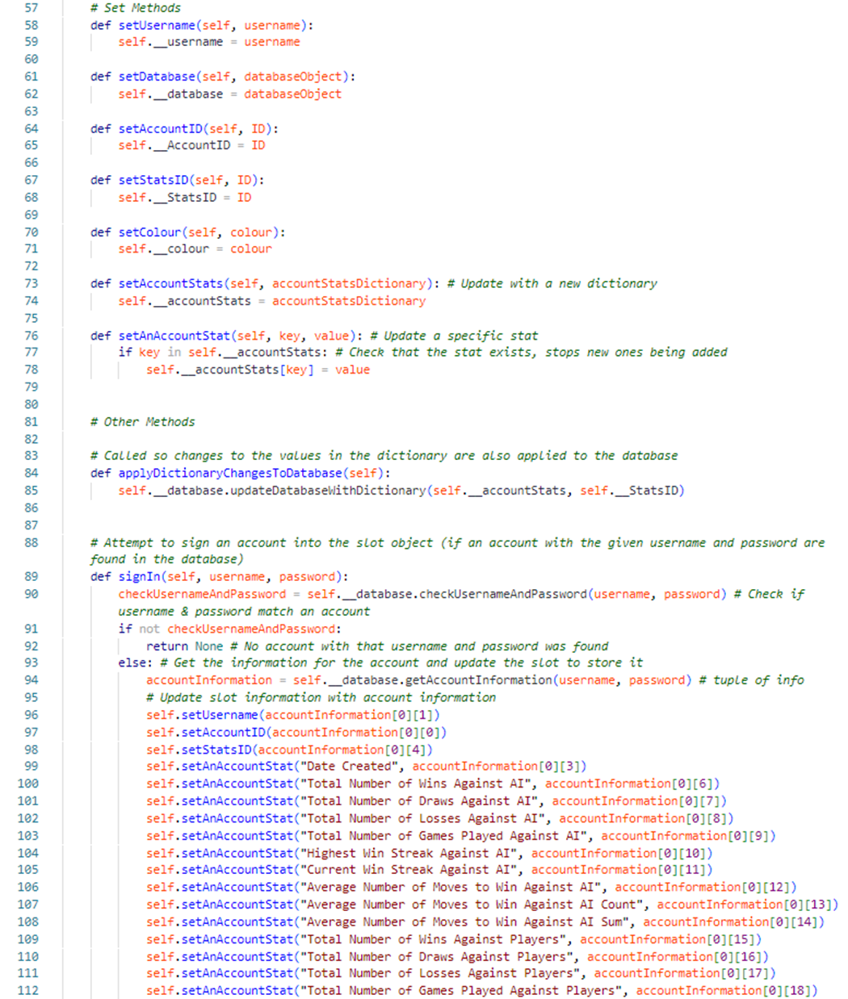 57 # Set Methods
58 def setUsername(self, username):
59 self.__username = username
60
61 def setDatabase(self, databaseObject):
62 self.__database = databaseObject
63
64 def setAccountID(self, ID):
65 self.__AccountID = ID
66
67 def setStatsID(self, ID):
68 self.__StatsID = ID
69
70 def setColour(self, colour):
71 self.__colour = colour
72
73 def setAccountStats(self, accountStatsDictionary): # Update with a new dictionary
74 self.__accountStats = accountStatsDictionary
75
76 def setAnAccountStat(self, key, value): # Update a specific stat
77 if key in self.__accountStats: # Check that the stat exists, stops new ones being added
78 self.__accountStats[key] = value
79
80
81 # Other Methods
82
83 # Called so changes to the values in the dictionary are also applied to the database
84 def applyDictionaryChangesToDatabase(self):
85 self.__database.updateDatabaseWithDictionary(self.__accountStats, self.__StatsID)
86
87
88 # Attempt to sign an account into the slot object (if an account with the given username and password are
found in the database)
89 def signIn(self, username, password):
90 checkUsernameAndPassword = self.__database.checkUsernameAndPassword(username, password) # Check if
username & password match an account
91 if not checkUsernameAndPassword:
92 return None # No account with that username and password was found
93 else: # Get the information for the account and update the slot to store it
94 accountInformation = self.__database.getAccountInformation(username, password) # tuple of info
95 # Update slot information with account information
96 self.setUsername(accountInformation[0][1])
97 self.setAccountID(accountInformation[0][0])
98 self.setStatsID(accountInformation[0][4])
99 self.setAnAccountStat("Date Created", accountInformation[0][3])
100 self.setAnAccountStat("Total Number of Wins Against AI", accountInformation[0][6])
101 self.setAnAccountStat("Total Number of Draws Against AI", accountInformation[0][7])
102 self.setAnAccountStat("Total Number of Losses Against AI", accountInformation[0][8])
103 self.setAnAccountStat("Total Number of Games Played Against AI", accountInformation[0][9])
104 self.setAnAccountStat("Highest Win Streak Against AI", accountInformation[0][10])
105 self.setAnAccountStat("Current Win Streak Against AI", accountInformation[0][11])
106 self.setAnAccountStat("Average Number of Moves to Win Against AI", accountInformation[0][12])
107 self.setAnAccountStat("Average Number of Moves to Win Against AI Count", accountInformation[0][13])
108 self.setAnAccountStat("Average Number of Moves to Win Against AI Sum", accountInformation[0][14])
109 self.setAnAccountStat("Total Number of Wins Against Players", accountInformation[0][15])
110 self.setAnAccountStat("Total Number of Draws Against Players", accountInformation[0][16])
111 self.setAnAccountStat("Total Number of Losses Against Players", accountInformation[0][17])
112 self.setAnAccountStat("Total Number of Games Played Against Players", accountInformation[0][18])